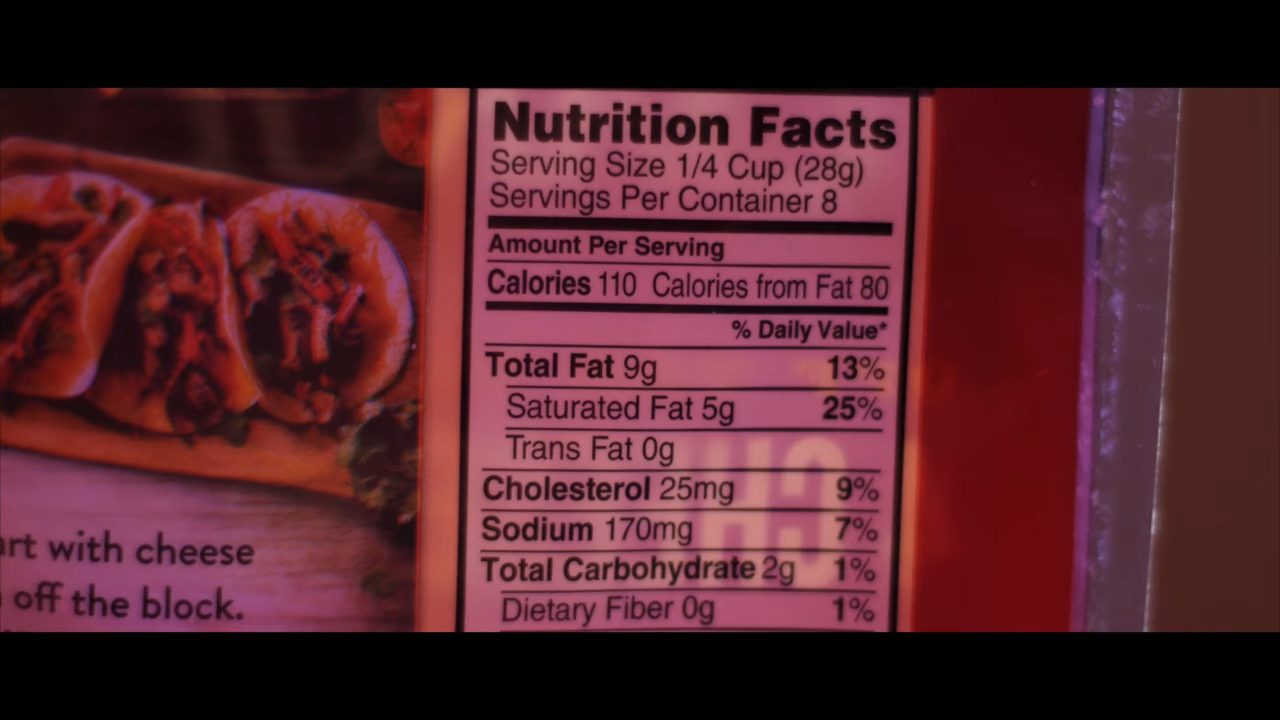 Nutrition Facts
Serving Size 1/4 Cup (28g)
Servings Per Container 8
Amount Per Serving
Calories 110 Calories from Fat 80
% Daily Value*
Total Fat 9g 13%
Saturated Fat 5g 25%
Trans Fat 0g
Cholesterol 25mg 9%
Sodium 170mg 7%
Total Carbohydrate 2g 1%
Dietary Fiber 0g 1%
with cheese
off the block.